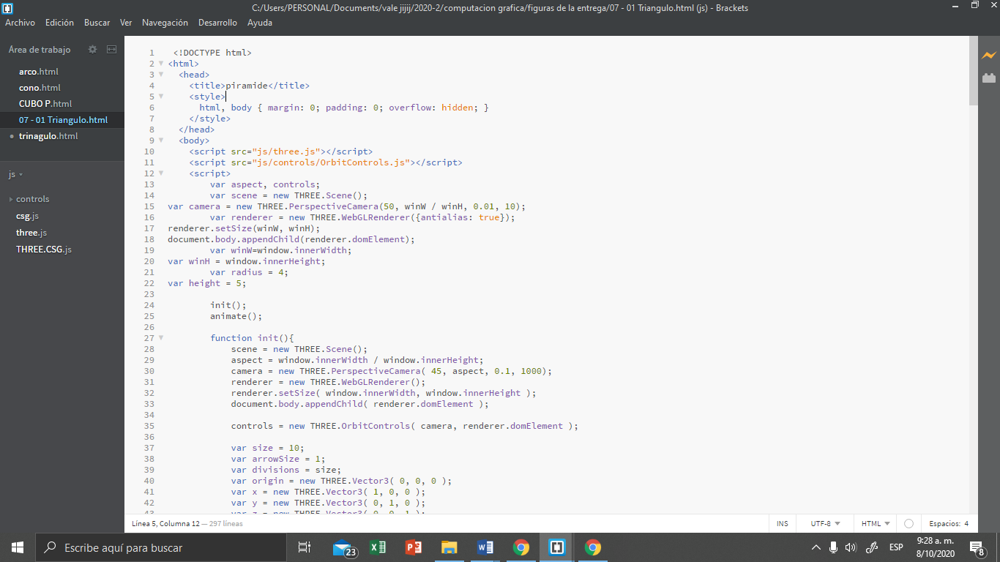 C:/Users/PERSONAL/Documents/vale jijij/2020-2/computacion grafica/figuras de la entrega/07 - 01 Triangulo.html (js) - Brackets
Archivo Edición Buscar Ver Navegación Desarrollo Ayuda
Área de trabajo
arco.html
cono.html
CUBO P.html
07 - 01 Triangulo.html
trinagulo.html
js
controls
csg.js
three.js
THREE.CSG.js
1 <!DOCTYPE html>
2 <html>
3 <head>
4 <title>piramide</title>
5 <style>
6 html, body { margin: 0; padding: 0; overflow: hidden; }
7 </style>
8 </head>
9 <body>
10 <script src="js/three.js"></script>
11 <script src="js/controls/OrbitControls.js"></script>
12 <script>
13 var aspect, controls;
14 var scene = new THREE.Scene();
15 var camera = new THREE.PerspectiveCamera(50, winW / winH, 0.01, 10);
16 var renderer = new THREE.WebGLRenderer({antialias: true});
17 renderer.setSize(winW, winH);
18 document.body.appendChild(renderer.domElement);
19 var winW=window.innerWidth;
20 var winH = window.innerHeight;
21 var radius = 4;
22 var height = 5;
23
24 init();
25 animate();
26
27 function init(){
28 scene = new THREE.Scene();
29 aspect = window.innerWidth / window.innerHeight;
30 camera = new THREE.PerspectiveCamera( 45, aspect, 0.1, 1000);
31 renderer = new THREE.WebGLRenderer();
32 renderer.setSize( window.innerWidth, window.innerHeight );
33 document.body.appendChild( renderer.domElement );
34
35 controls = new THREE.OrbitControls( camera, renderer.domElement );
36
37 var size = 10;
38 var arrowSize = 1;
39 var divisions = size;
40 var origin = new THREE.Vector3( 0, 0, 0 );
41 var x = new THREE.Vector3( 1, 0, 0 );
42 var y = new THREE.Vector3( 0, 1, 0 );
43 var z = new THREE.Vector3( 0, 0, 1 );
Línea 5, Columna 12 — 297 líneas
INS UTF-8 HTML Espacios: 4
Escribe aquí para buscar
23
ESP
9:28 a. m.
8/10/2020
8